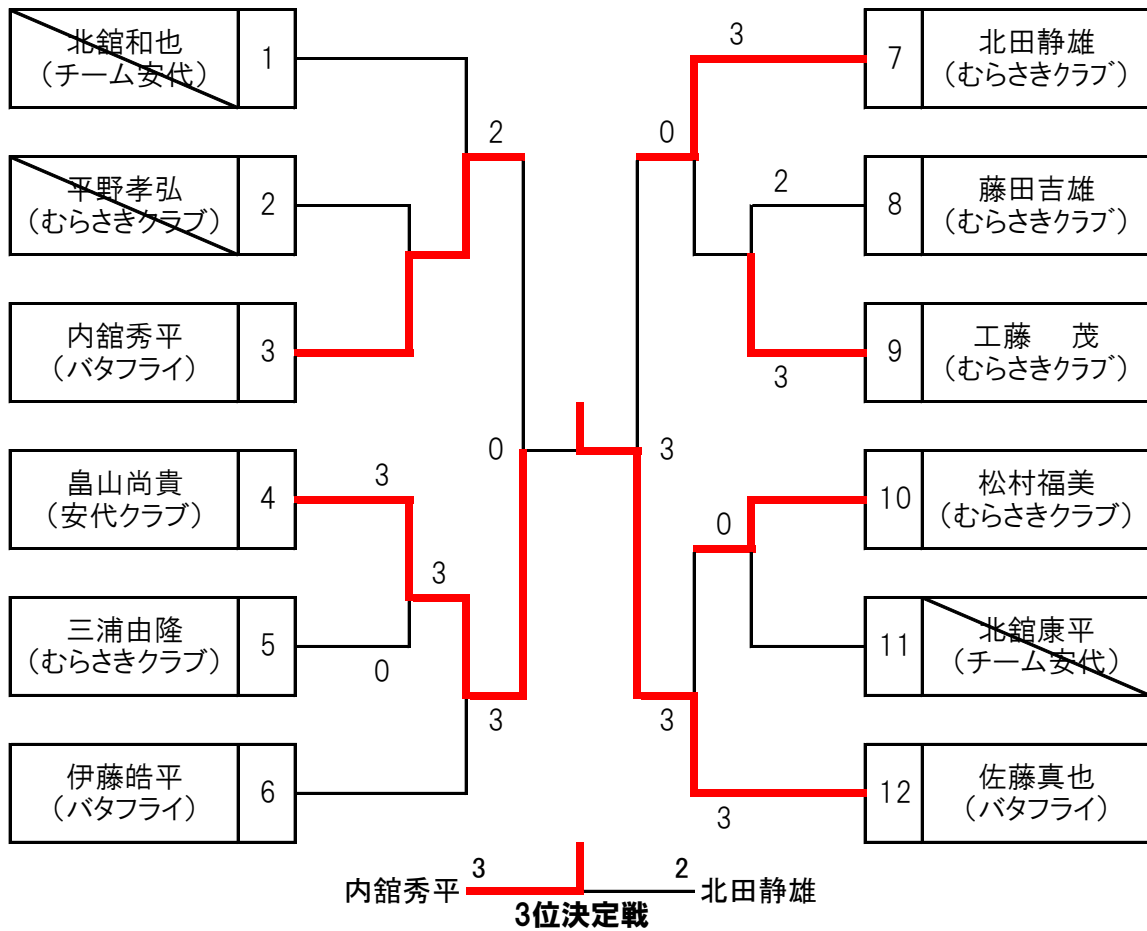 北舘和也
(チーム安代)
1
平野孝弘
(むらさきクラブ)
2
内舘秀平
(バタフライ)
3
畠山尚貴
(安代クラブ)
4
三浦由隆
(むらさきクラブ)
5
伊藤皓平
(バタフライ)
6
2
0
3
3
0
3
3
0
2
3
3
0
3
3
7
北田静雄
(むらさきクラブ)
8
藤田吉雄
(むらさきクラブ)
9
工藤　茂
(むらさきクラブ)
10
松村福美
(むらさきクラブ)
11
北舘康平
(チーム安代)
12
佐藤真也
(バタフライ)
内舘秀平 3 2 北田静雄
3位決定戦